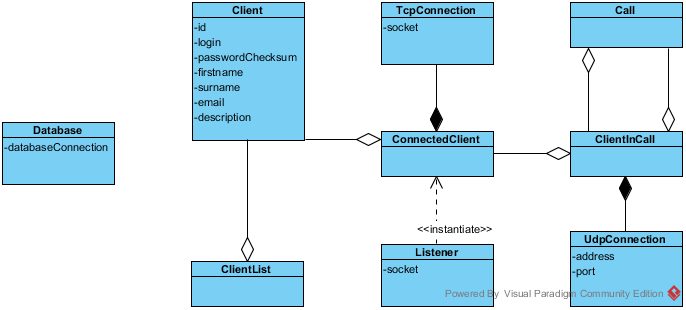 Client
-id
-login
-passwordChecksum
-firstname
-surname
-email
-description
TcpConnection
-socket
Call
Database
-databaseConnection
ConnectedClient
ClientInCall
<<instantiate>>
ClientList
Listener
-socket
UdpConnection
-address
-port
Powered By Visual Paradigm Community Edition